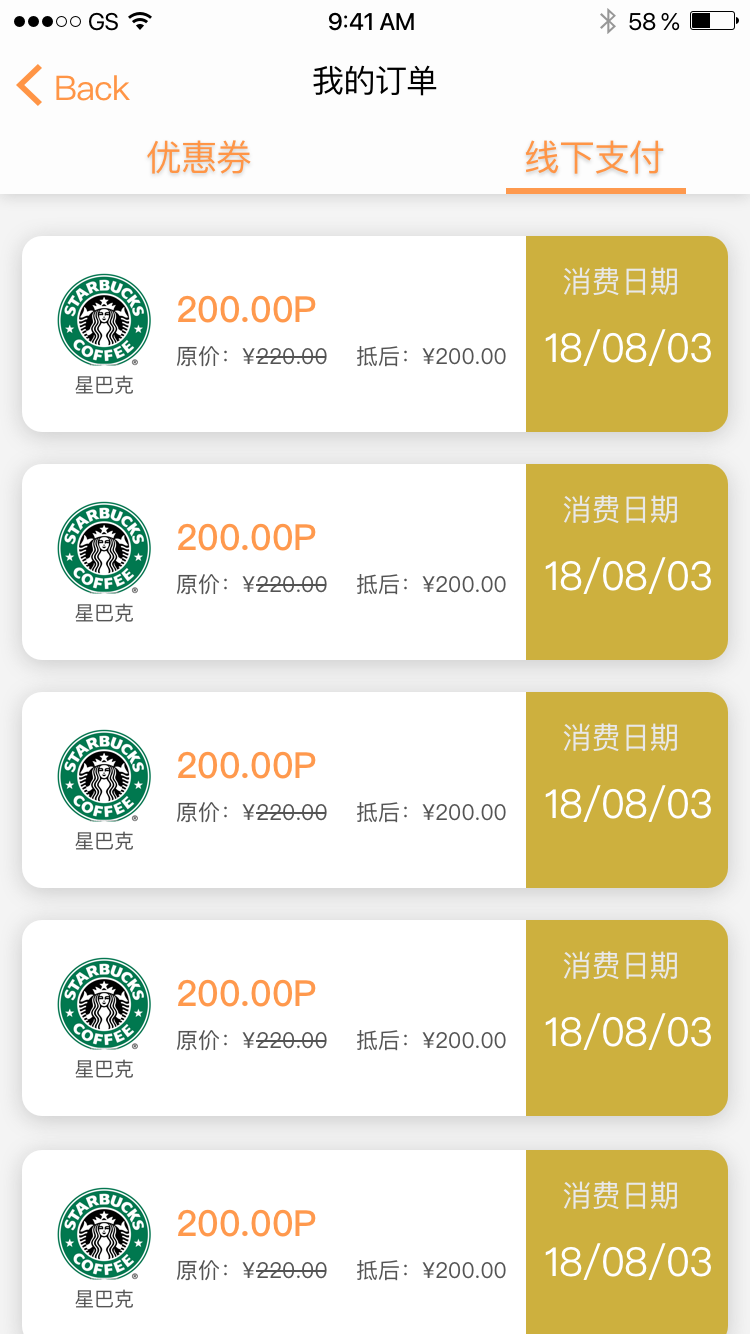 GS 9:41 AM 58 %
Back 我的订单
优惠券 线下支付
STARBUCKS COFFEE ®
星巴克
200.00P
原价：¥220.00 抵后：¥200.00
消费日期
18/08/03
STARBUCKS COFFEE ®
星巴克
200.00P
原价：¥220.00 抵后：¥200.00
消费日期
18/08/03
STARBUCKS COFFEE ®
星巴克
200.00P
原价：¥220.00 抵后：¥200.00
消费日期
18/08/03
STARBUCKS COFFEE ®
星巴克
200.00P
原价：¥220.00 抵后：¥200.00
消费日期
18/08/03
STARBUCKS COFFEE ®
星巴克
200.00P
原价：¥220.00 抵后：¥200.00
消费日期
18/08/03